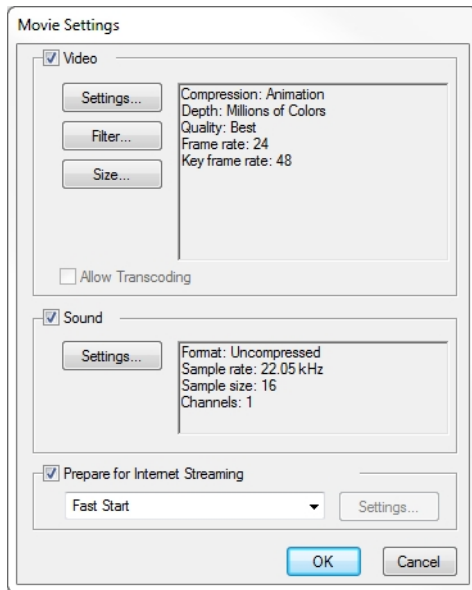 Movie Settings
Video
Settings...
Filter...
Size...
Compression: Animation
Depth: Millions of Colors
Quality: Best
Frame rate: 24
Key frame rate: 48
Allow Transcoding
Sound
Settings...
Format: Uncompressed
Sample rate: 22.05 kHz
Sample size: 16
Channels: 1
Prepare for Internet Streaming
Fast Start
Settings...
OK
Cancel